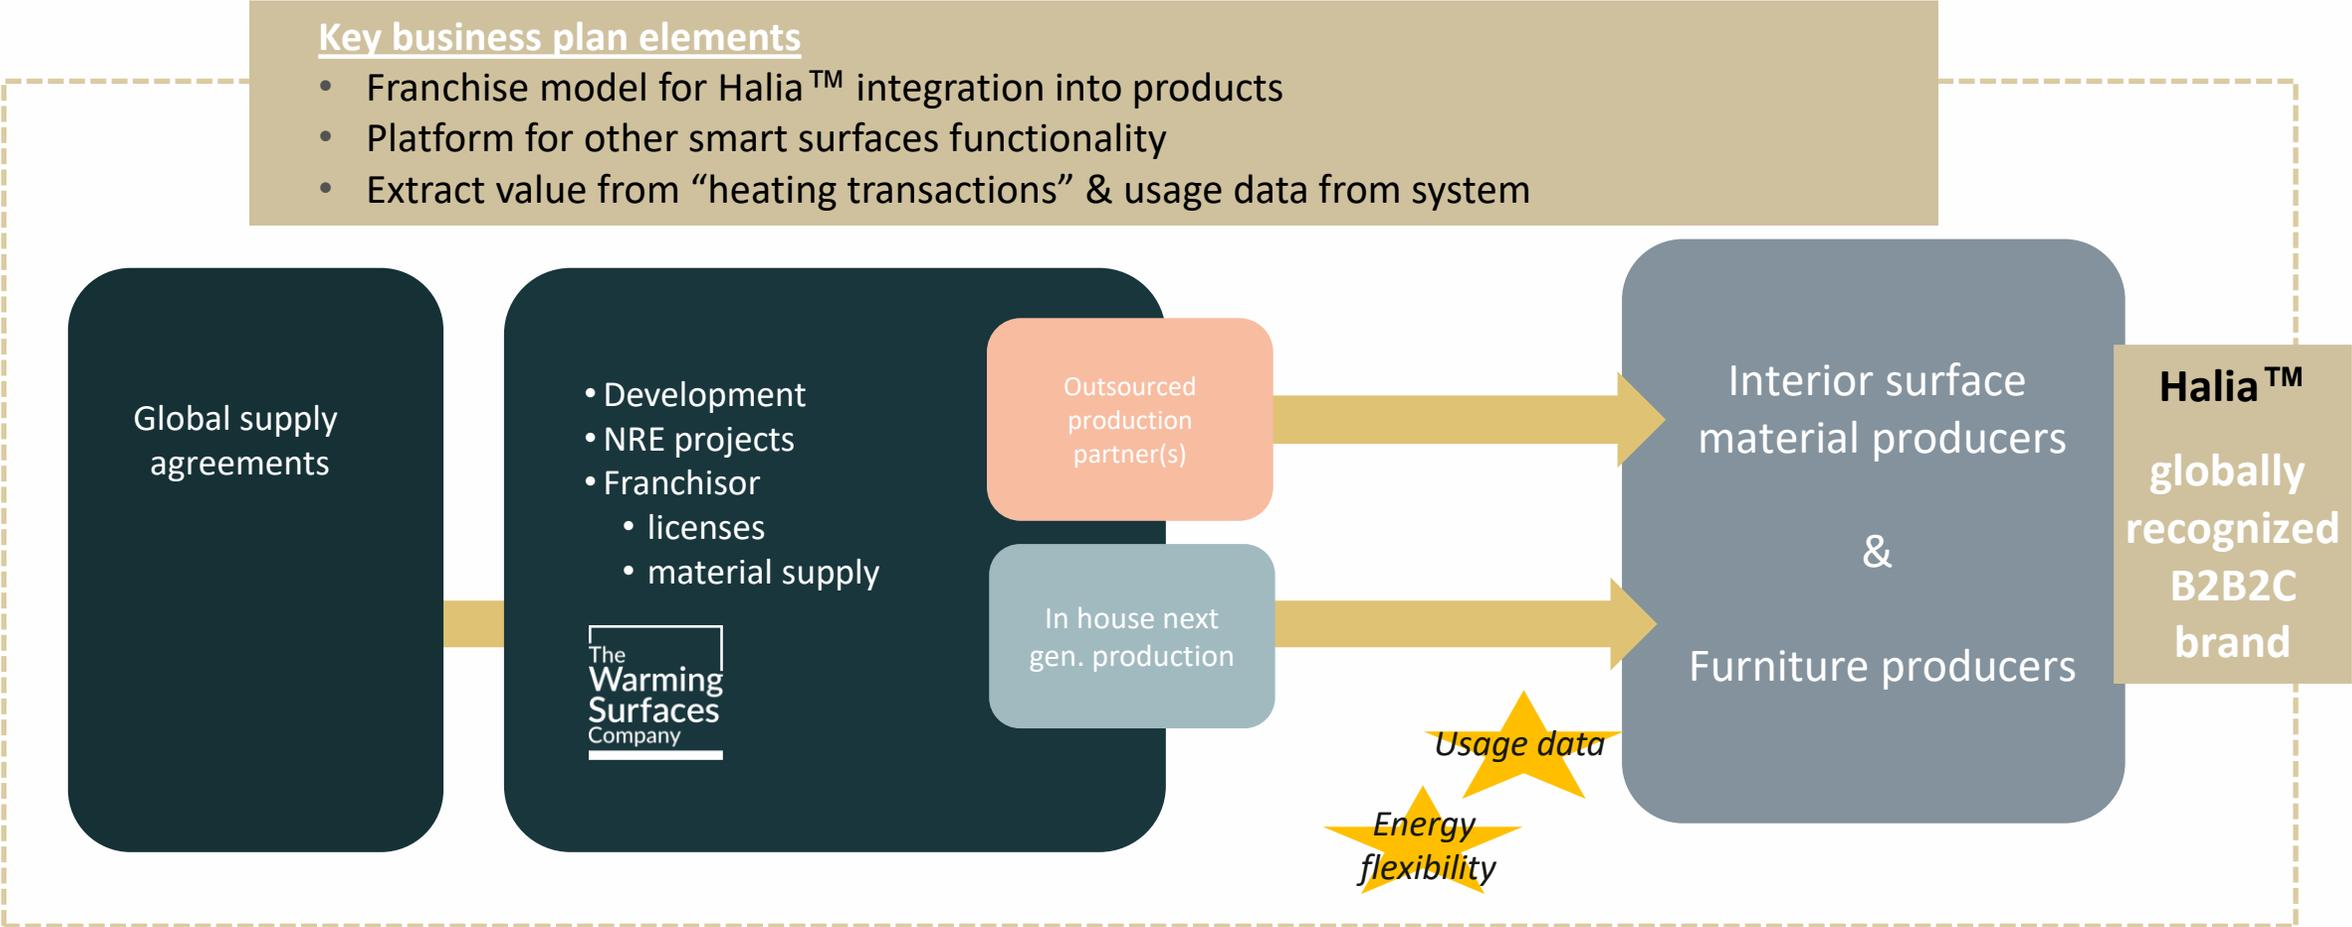 Key business plan elements
• Franchise model for Halia™ integration into products
• Platform for other smart surfaces functionality
• Extract value from “heating transactions” & usage data from system
Global supply
agreements
• Development
• NRE projects
• Franchisor
• licenses
• material supply
The
Warming
Surfaces
Company
Outsourced
production
partner(s)
In house next
gen. production
Usage data
Energy
flexibility
Interior surface
material producers
&
Furniture producers
Halia™
globally
recognized
B2B2C
brand